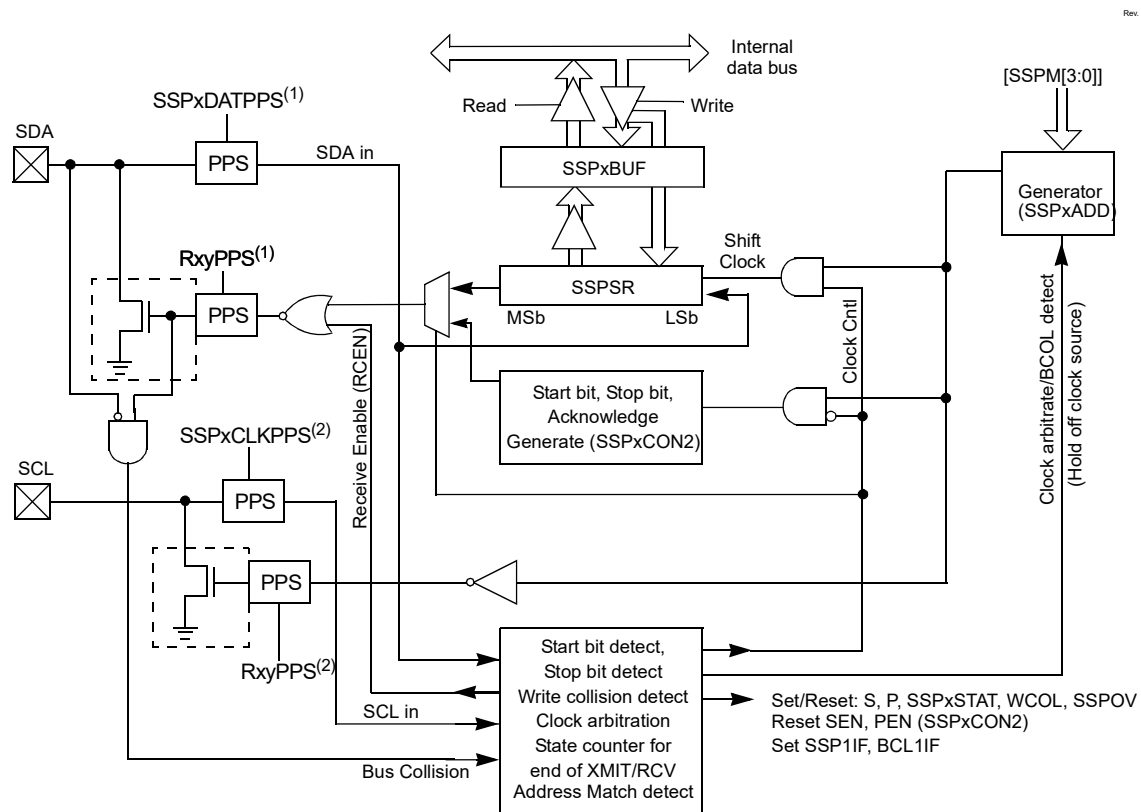 Rev.
Internal
data bus
[SSPM[3:0]]
SSPxDATPPS(1)
Read
Write
SDA
PPS
SDA in
SSPxBUF
Generator
(SSPxADD)
RxyPPS(1)
Shift
Clock
PPS
SSPSR
MSb
LSb
Clock Cntl
Receive Enable (RCEN)
Start bit, Stop bit,
Acknowledge
Generate (SSPxCON2)
Clock arbitrate/BCOL detect
(Hold off clock source)
SSPxCLKPPS(2)
SCL
PPS
PPS
RxyPPS(2)
Start bit detect,
Stop bit detect
Write collision detect
Clock arbitration
State counter for
end of XMIT/RCV
Address Match detect
SCL in
Bus Collision
Set/Reset: S, P, SSPxSTAT, WCOL, SSPOV
Reset SEN, PEN (SSPxCON2)
Set SSP1IF, BCL1IF